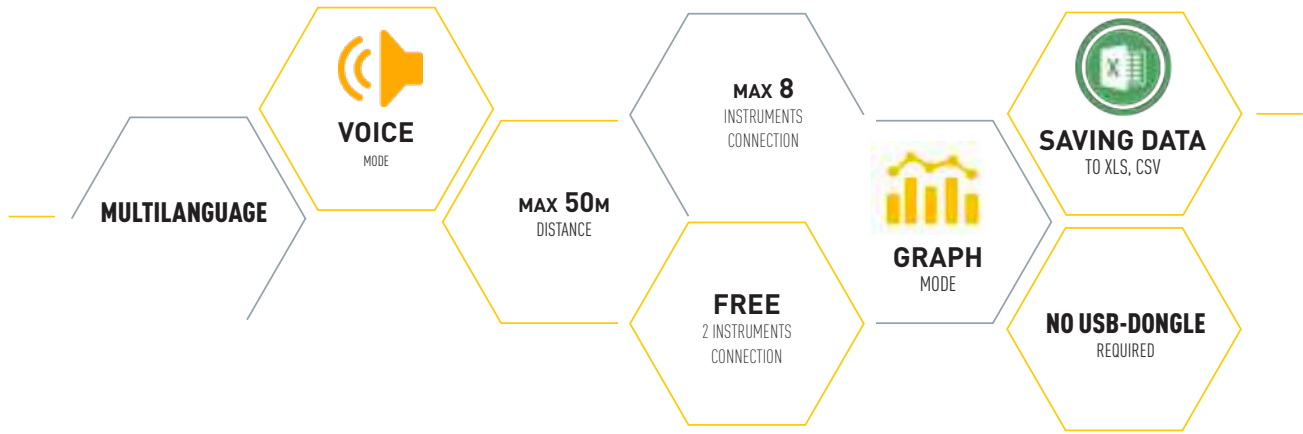 MULTILANGUAGE
VOICE
MODE
MAX 50M
DISTANCE
MAX 8
INSTRUMENTS
CONNECTION
FREE
2 INSTRUMENTS
CONNECTION
GRAPH
MODE
X
SAVING DATA
TO XLS, CSV
NO USB-DONGLE
REQUIRED